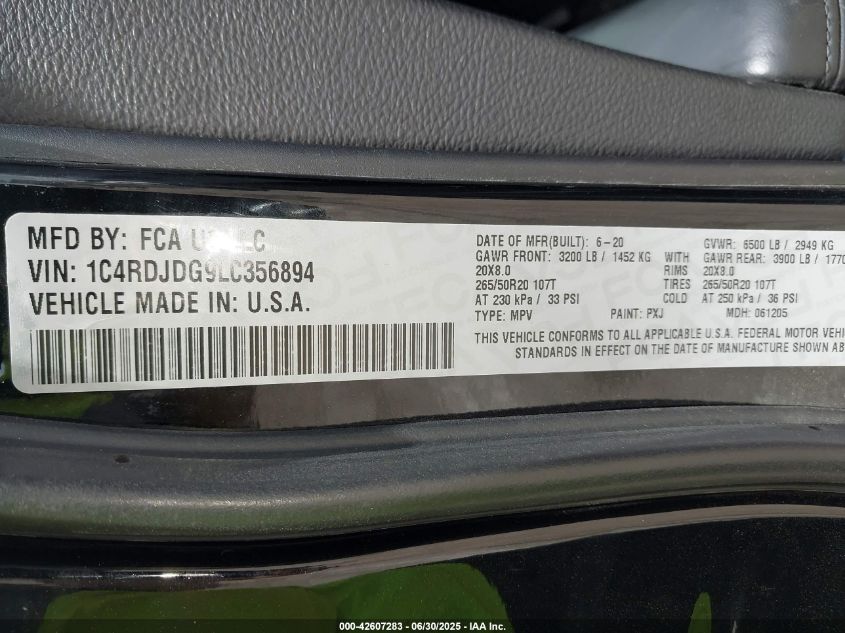 MFD BY: FCA US LLC
VIN: 1C4RDJDG9LC356894
VEHICLE MADE IN: U.S.A.
DATE OF MFR(BUILT): 6-20 GVWR: 6500 LB / 2949 KG
GAWR FRONT: 3200 LB / 1452 KG WITH GAWR REAR: 3900 LB / 1770
20X8.0 RIMS 20X8.0
265/50R20 107T TIRES 265/50R20 107T
AT 230 kPa / 33 PSI COLD AT 250 kPa / 36 PSI
TYPE: MPV PAINT: PXJ MDH: 061205
THIS VEHICLE CONFORMS TO ALL APPLICABLE U.S.A. FEDERAL MOTOR VEHIC
STANDARDS IN EFFECT ON THE DATE OF MANUFACTURE SHOWN AB
000-42607283 - 06/30/2025 - IAA Inc.